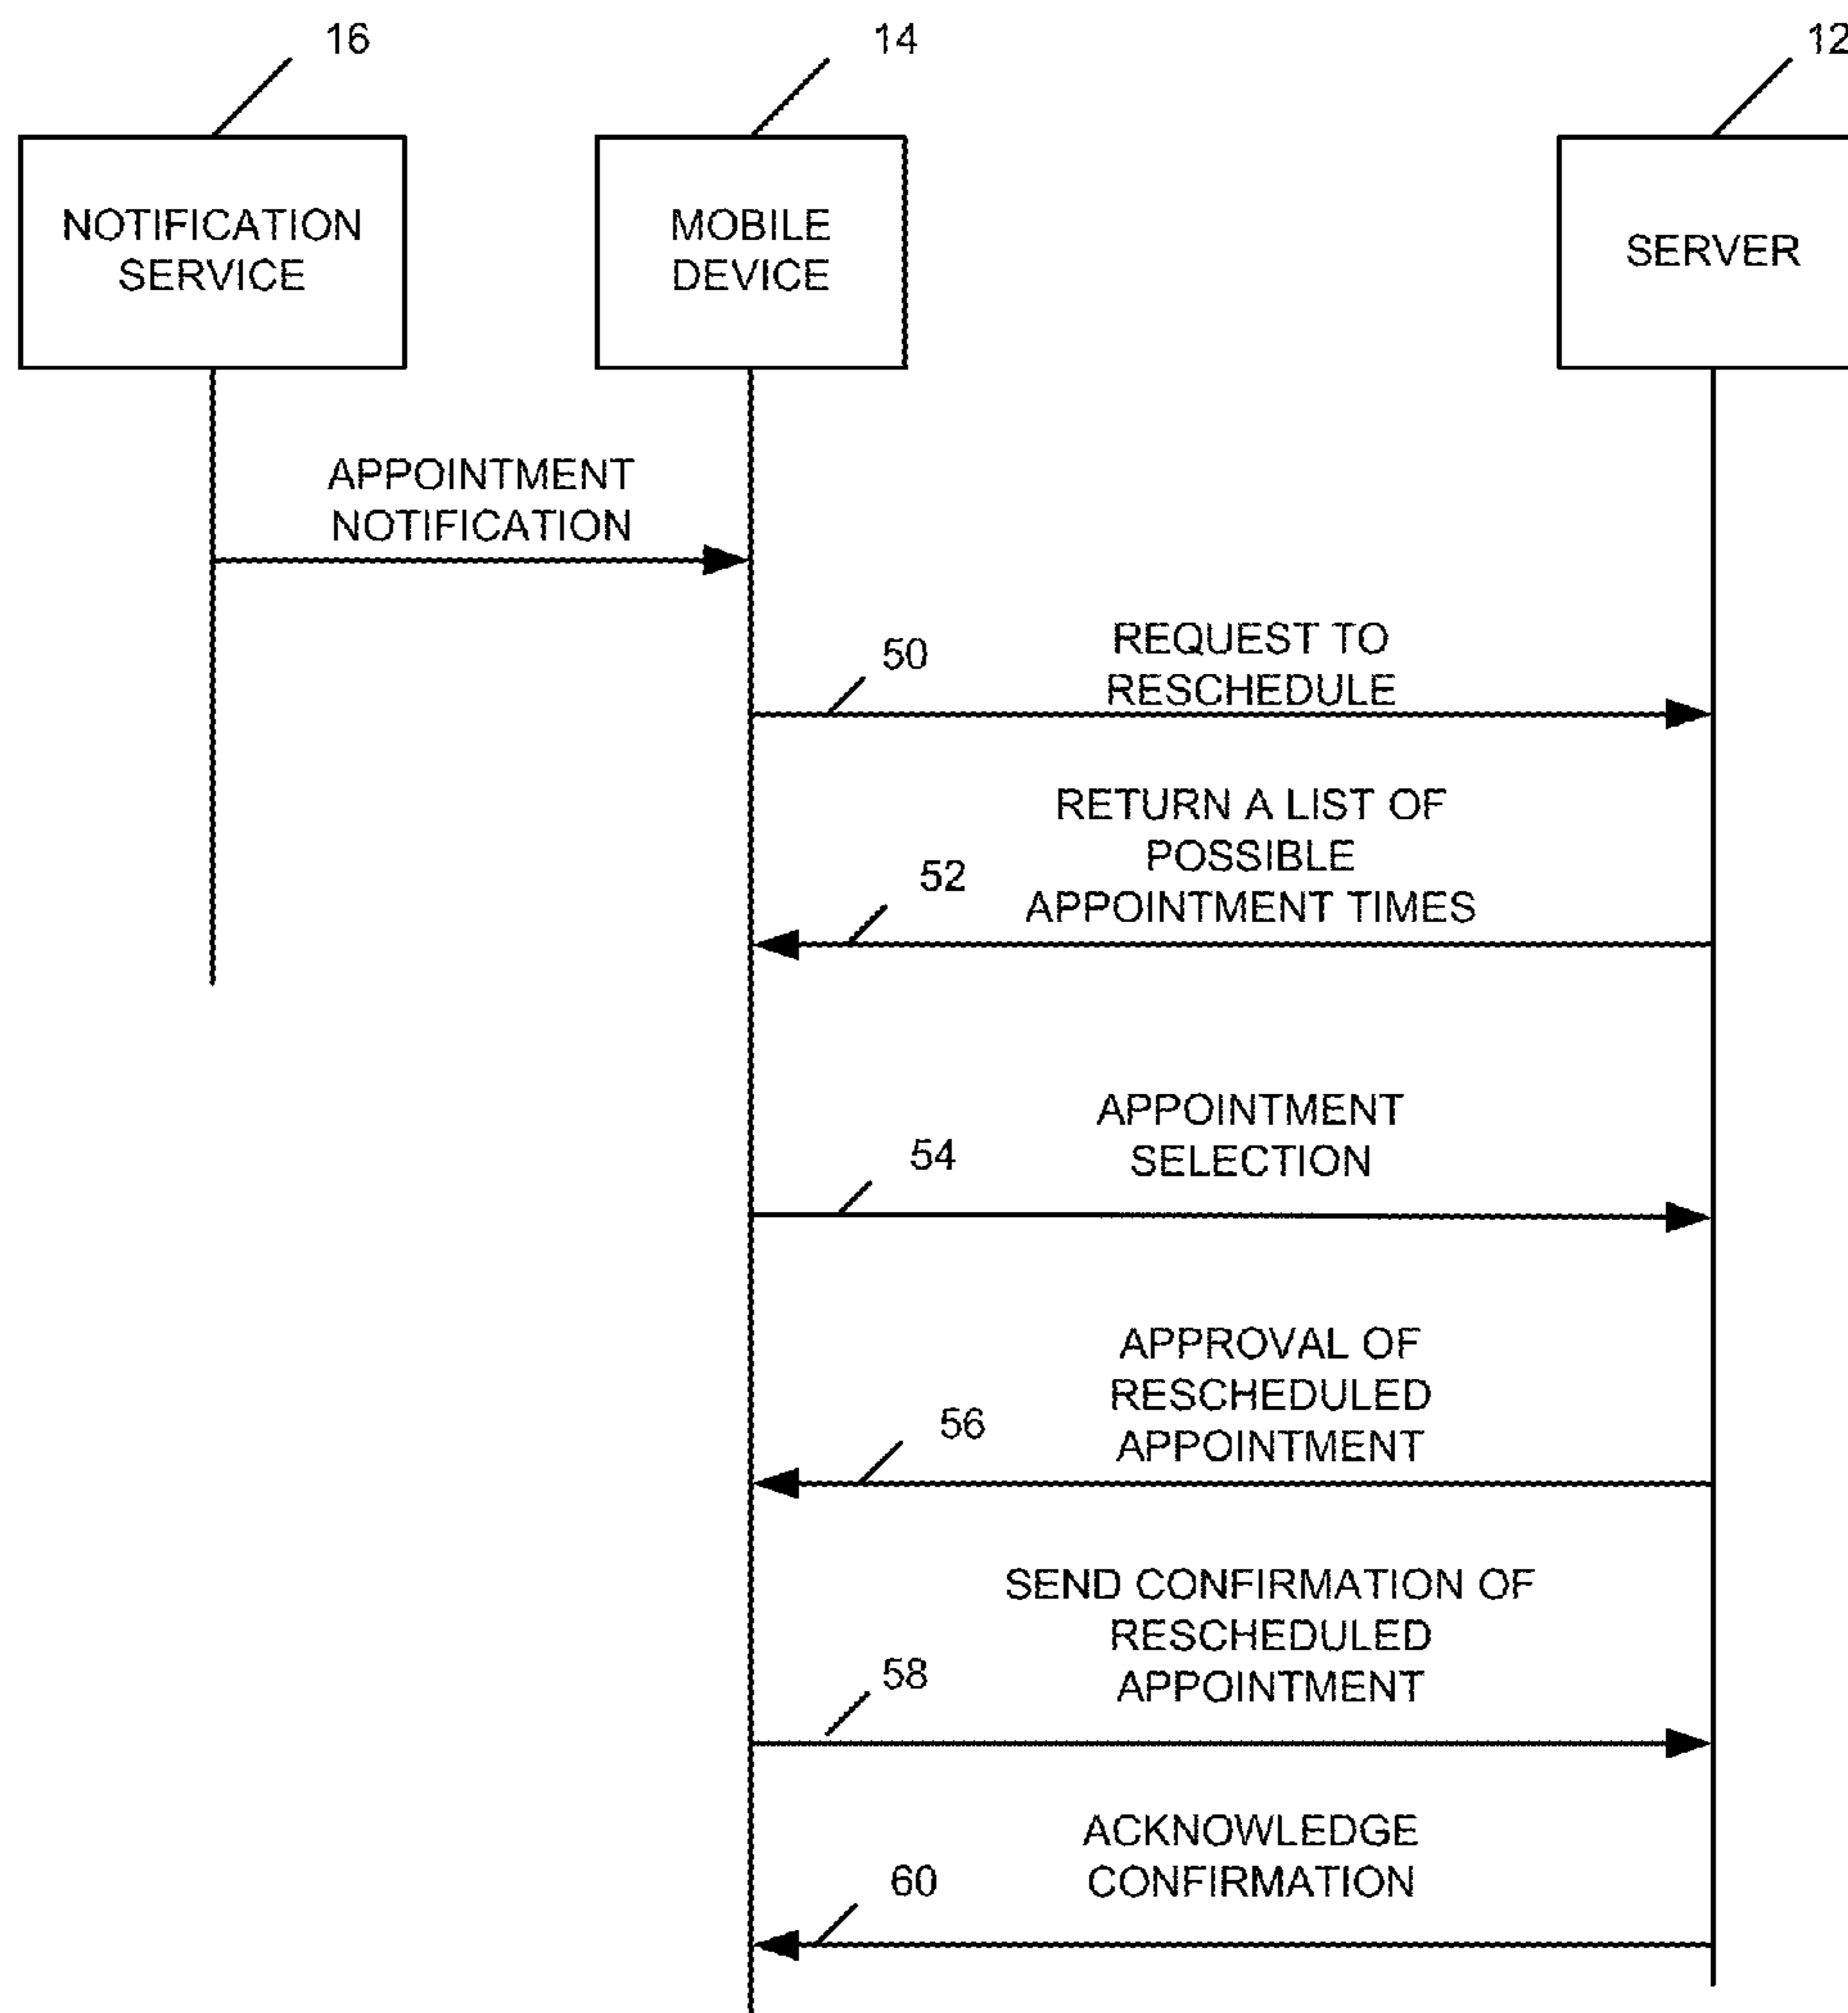 16
14
12
NOTIFICATION
SERVICE
MOBILE
DEVICE
SERVER
APPOINTMENT
NOTIFICATION
50
REQUEST TO
RESCHEDULE
RETURN A LIST OF
POSSIBLE
52
APPOINTMENT TIMES
APPOINTMENT
54
SELECTION
APPROVAL OF
RESCHEDULED
56
APPOINTMENT
SEND CONFIRMATION OF
RESCHEDULED
58
APPOINTMENT
ACKNOWLEDGE
60
CONFIRMATION